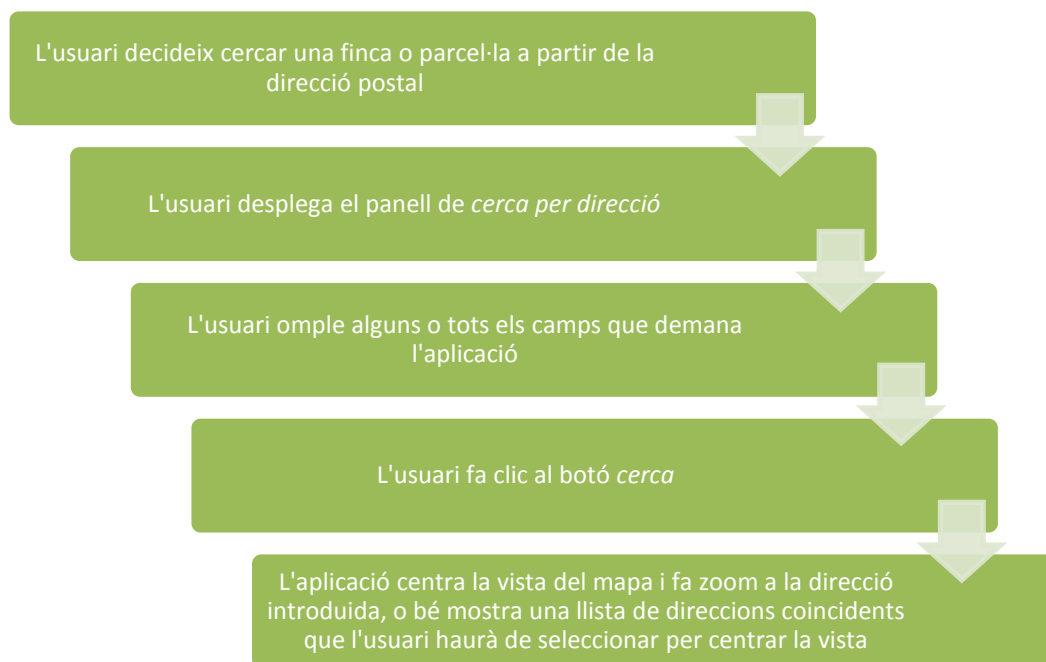 L'usuari decideix cercar una finca o parcel·la a partir de la
direcció postal
L'usuari desplega el panell de cerca per direcció
L'usuari omple alguns o tots els camps que demana
l'aplicació
L'usuari fa clic al botó cerca
L'aplicació centra la vista del mapa i fa zoom a la direcció
introduida, o bé mostra una llista de direccions coincidents
que l'usuari haurà de seleccionar per centrar la vista